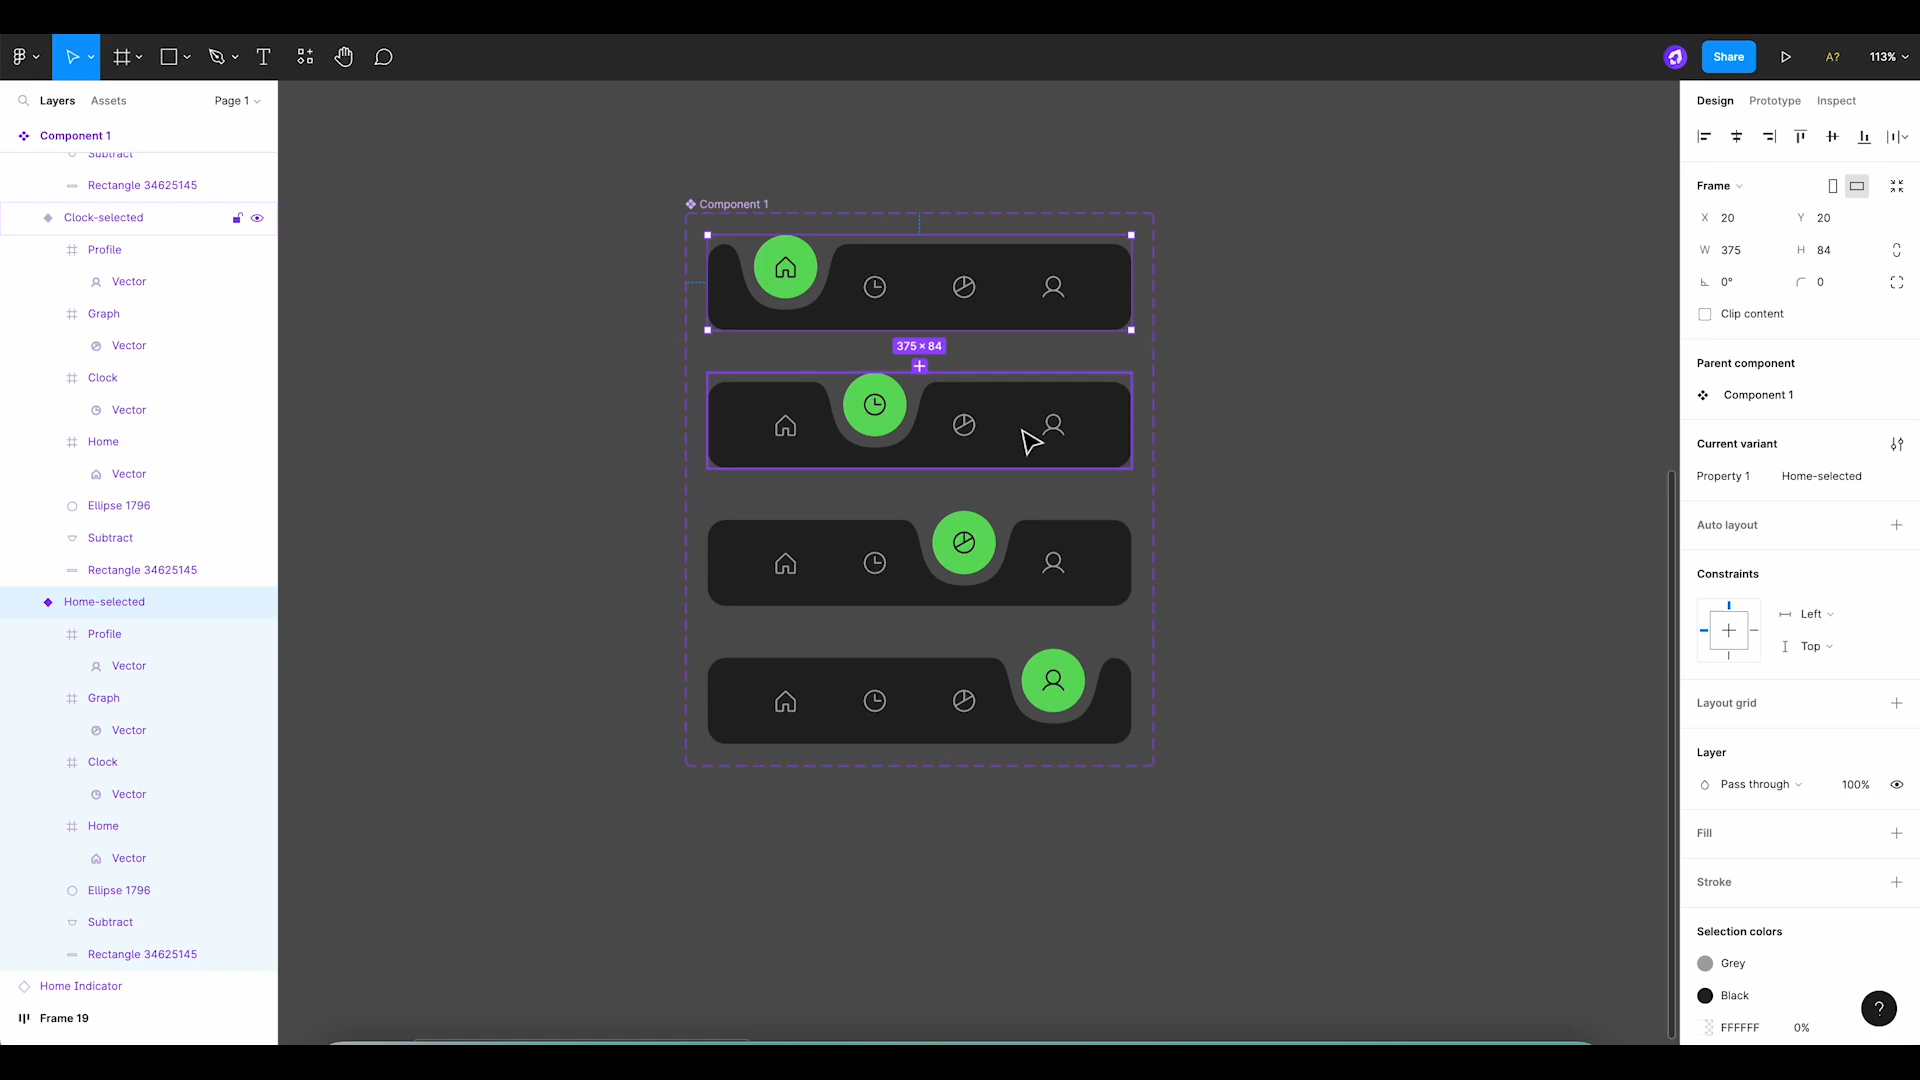 Share
A?
113%
Layers
Assets
Page 1
Component 1
Subtract
Rectangle 34625145
Clock-selected
Profile
Vector
Graph
Vector
Clock
Vector
Home
Vector
Ellipse 1796
Subtract
Rectangle 34625145
Home-selected
Profile
Vector
Graph
Vector
Clock
Vector
Home
Vector
Ellipse 1796
Subtract
Rectangle 34625145
Home Indicator
Frame 19
Component 1
375 × 84
Design
Prototype
Inspect
Frame
X 20
Y 20
W 375
H 84
0°
0
Clip content
Parent component
Component 1
Current variant
Property 1
Home-selected
Auto layout
Constraints
Left
Top
Layout grid
Layer
Pass through
100%
Fill
Stroke
Selection colors
Grey
Black
?
FFFFFF
0%